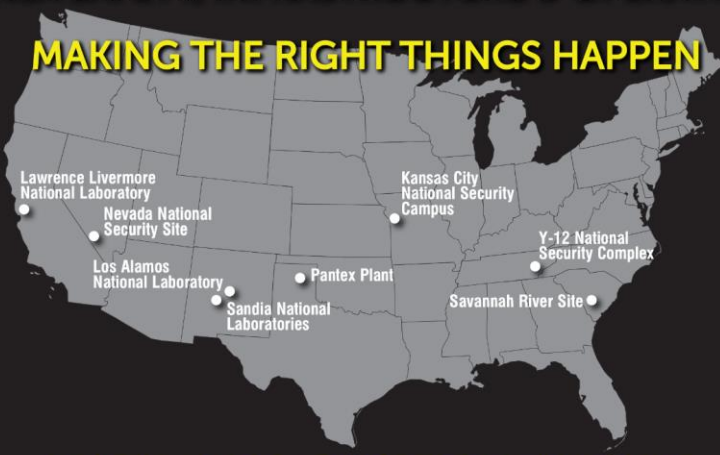 MAKING THE RIGHT THINGS HAPPEN
Lawrence Livermore
National Laboratory
Nevada National
Security Site
Los Alamos
National Laboratory
Sandia National
Laboratories
Pantex Plant
Kansas City
National Security
Campus
Y-12 National
Security Complex
Savannah River Site